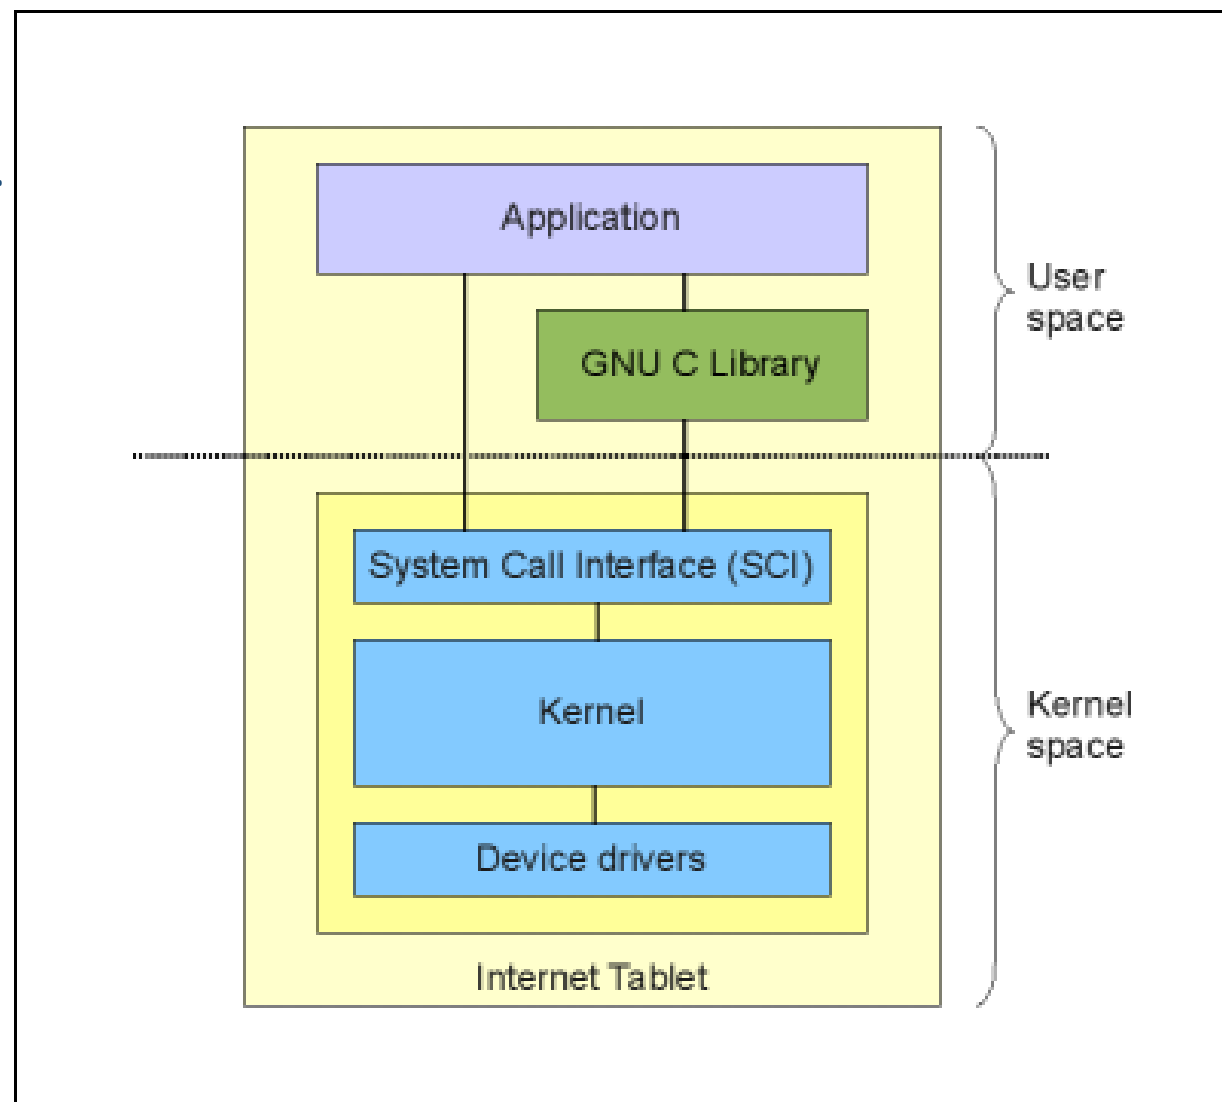 Application
User
space
GNU C Library
System Call Interface (SCI)
Kernel
Kernel
space
Device drivers
Internet Tablet